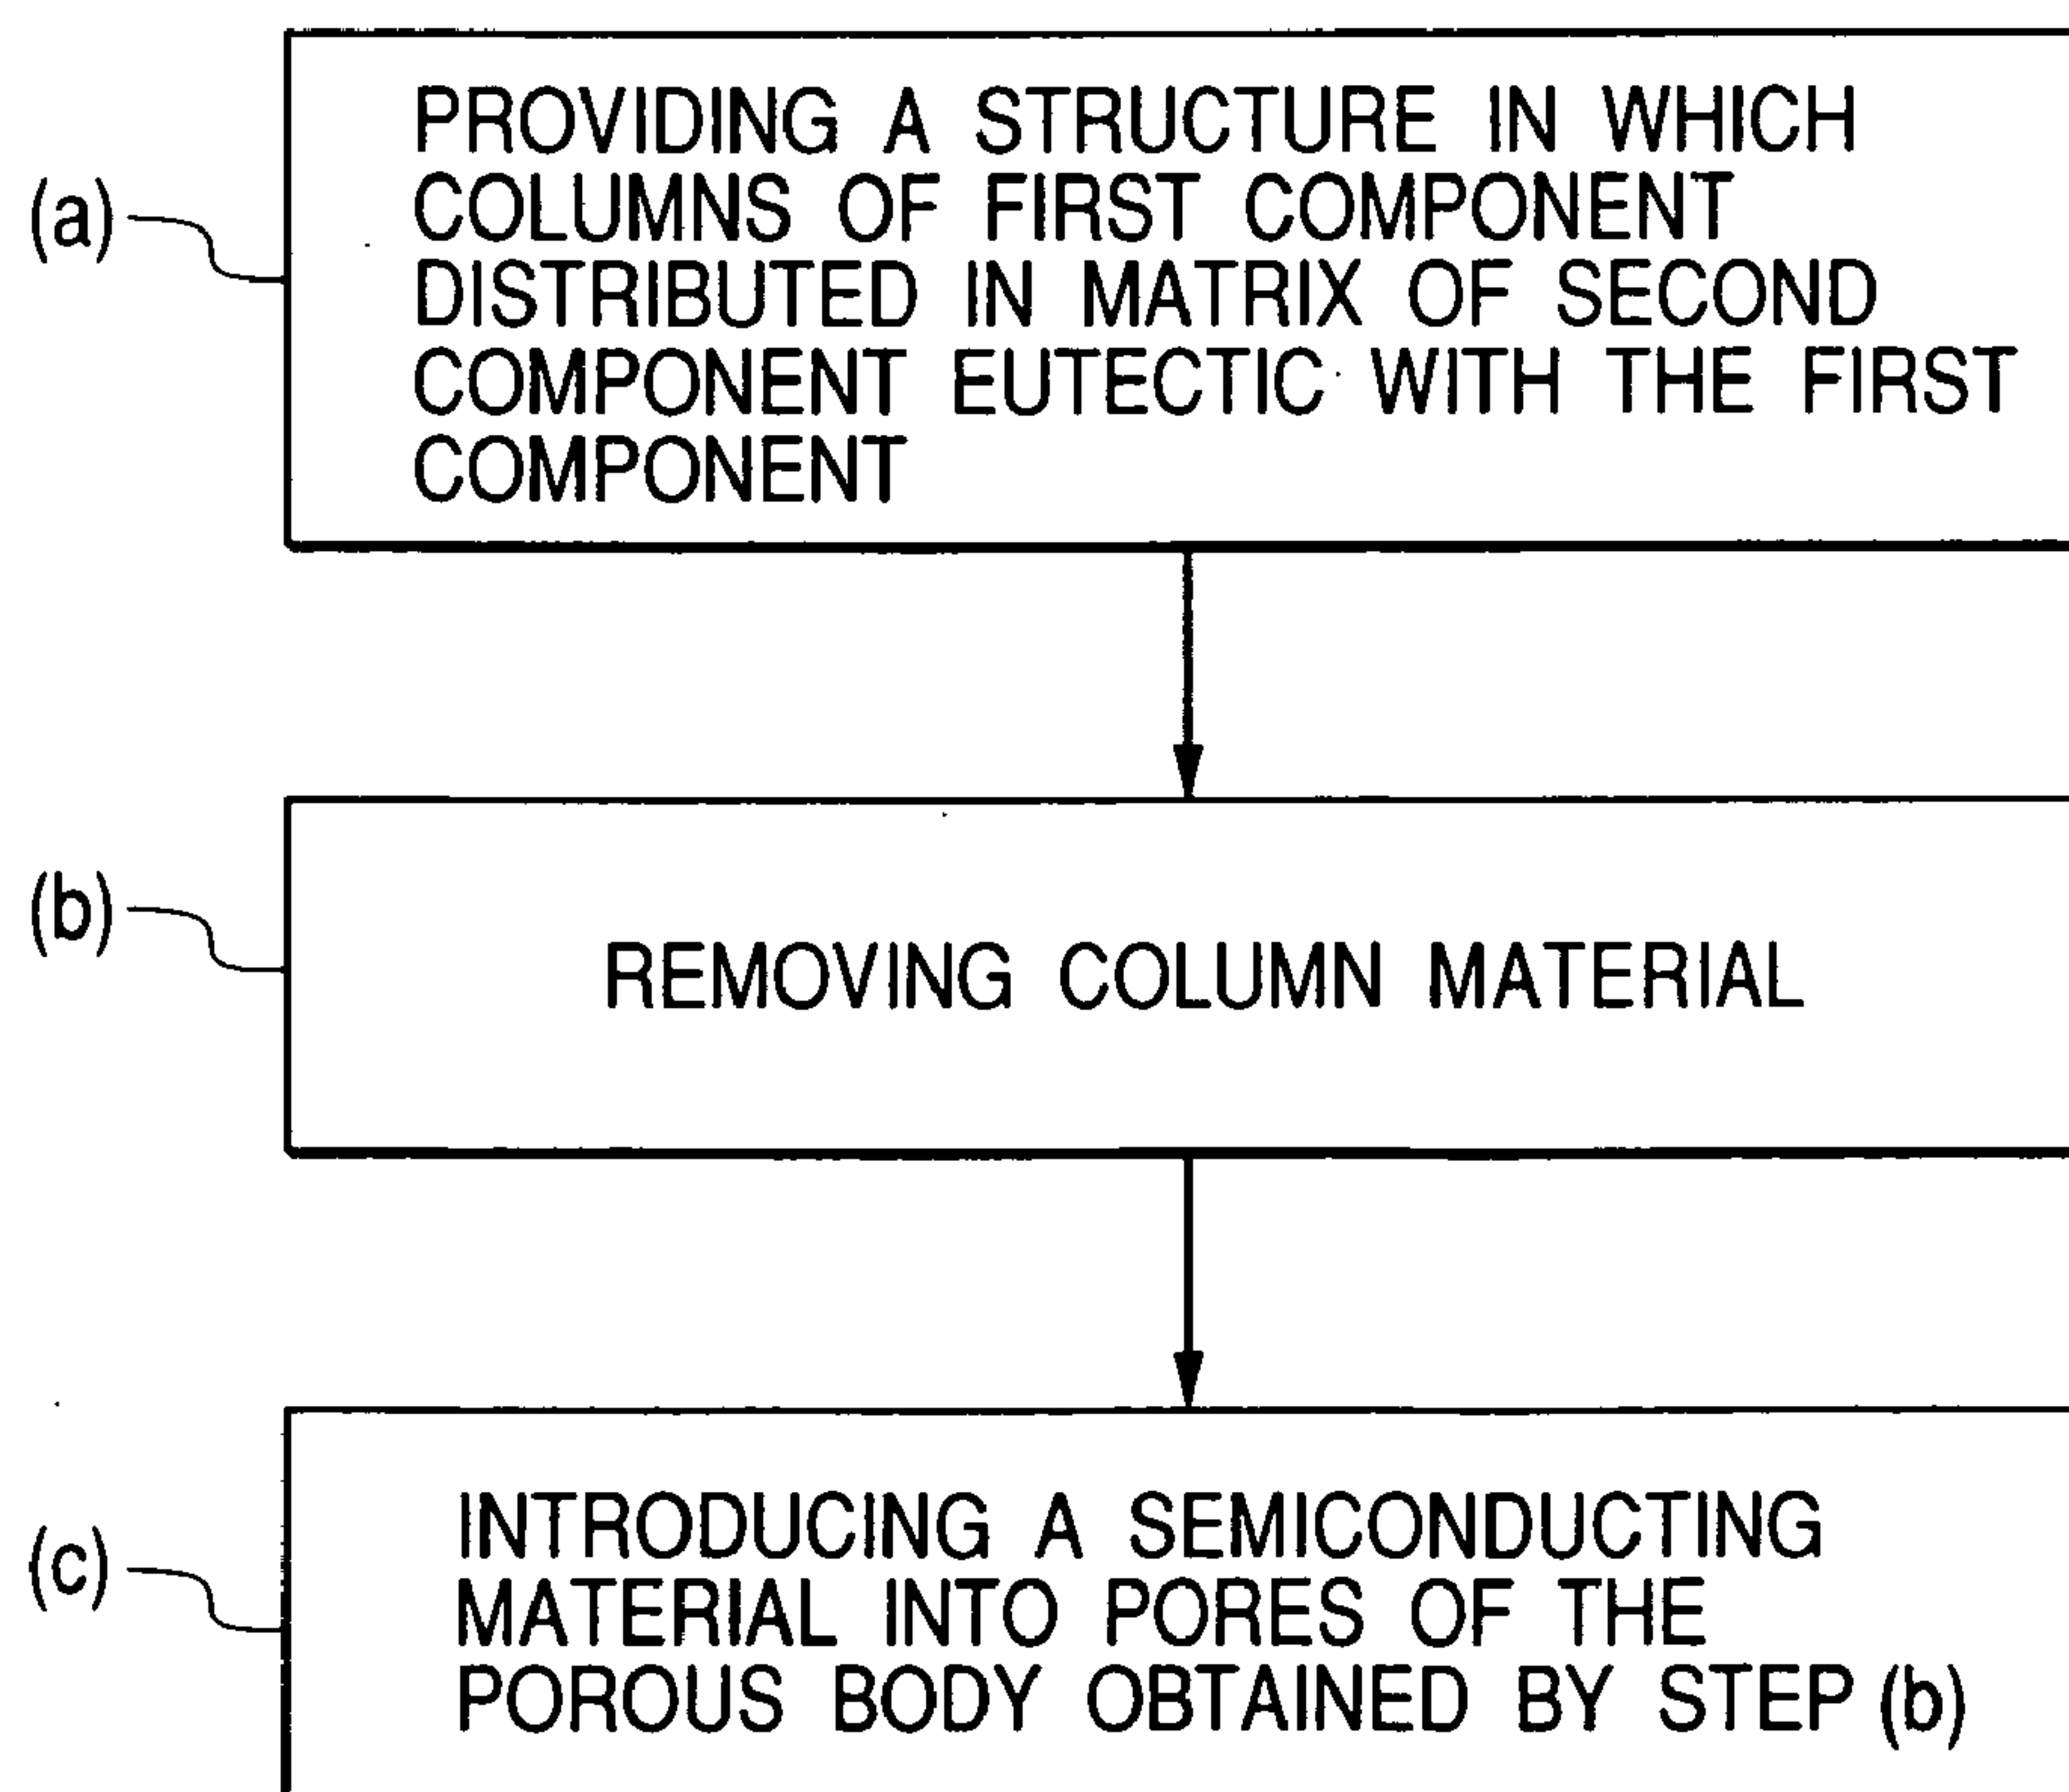 (a)
PROVIDING A STRUCTURE IN WHICH
COLUMNS OF FIRST COMPONENT
DISTRIBUTED IN MATRIX OF SECOND
COMPONENT EUTECTIC WITH THE FIRST
COMPONENT
(b)
REMOVING COLUMN MATERIAL
(c)
INTRODUCING A SEMICONDUCTING
MATERIAL INTO PORES OF THE
POROUS BODY OBTAINED BY STEP (b)